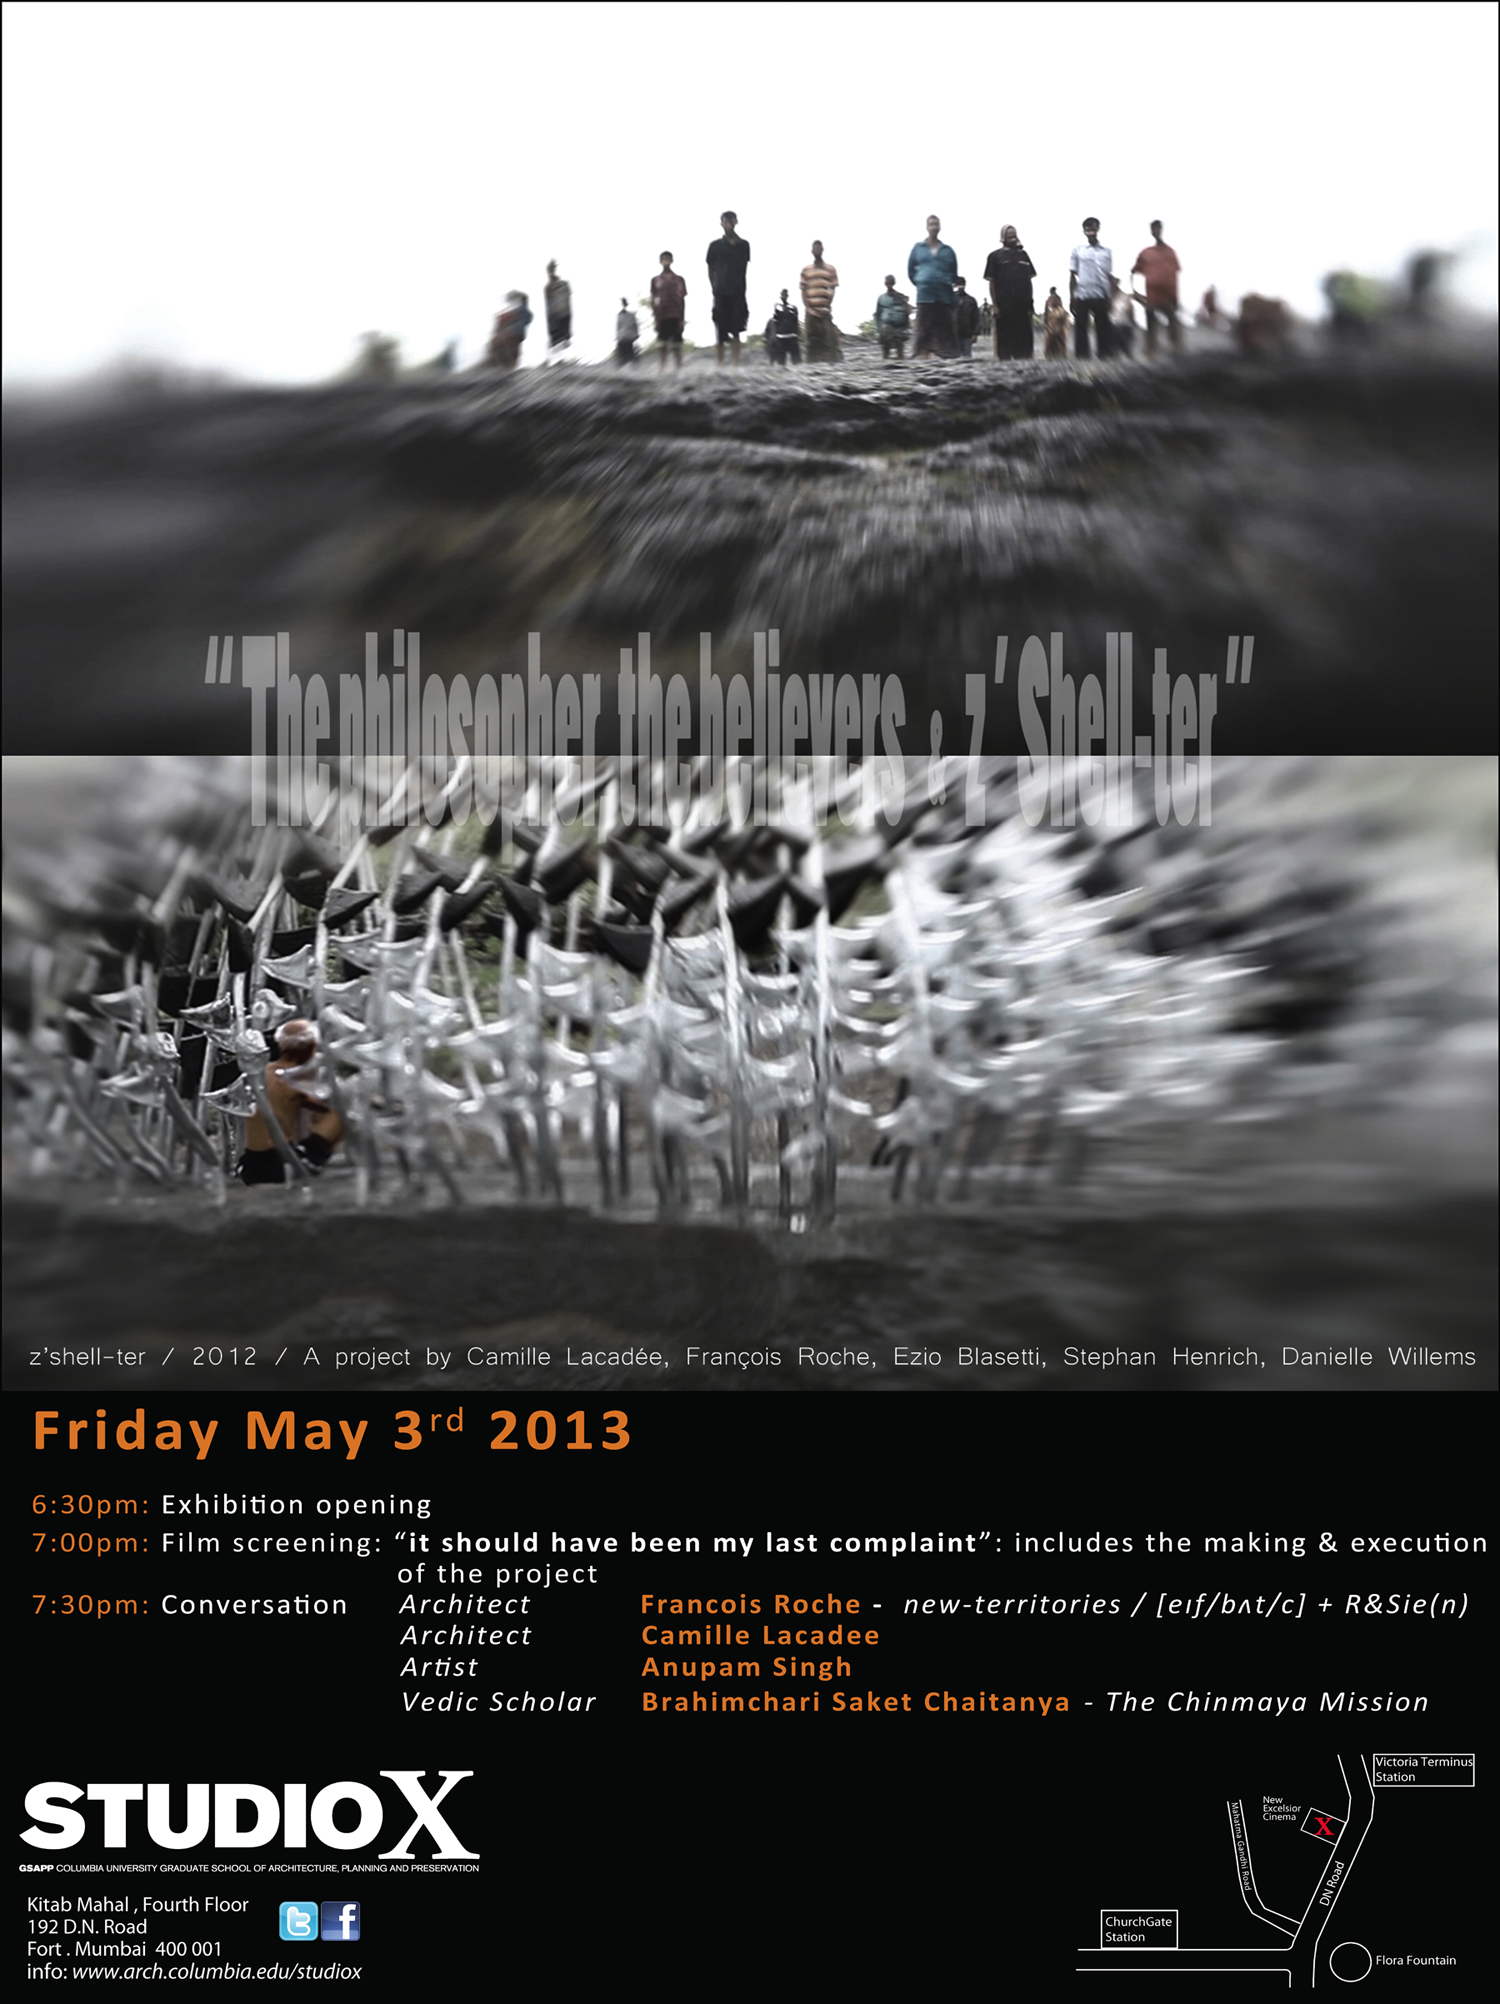 “The philosopher the believers & z’Shell-ter”
z’shell-ter / 2012 / A project by Camille Lacadée, François Roche, Ezio Blasetti, Stephan Henrich, Danielle Willems
Friday May 3rd 2013
6:30pm: Exhibition opening
7:00pm: Film screening: “it should have been my last complaint”: includes the making & execution
of the project
7:30pm: Conversation Architect Francois Roche - new-territories / [eɪf/bʌt/c] + R&Sie(n)
Architect Camille Lacadee
Artist Anupam Singh
Vedic Scholar Brahimchari Saket Chaitanya - The Chinmaya Mission
STUDIOX
GSAPP COLUMBIA UNIVERSITY GRADUATE SCHOOL OF ARCHITECTURE, PLANNING AND PRESERVATION
Kitab Mahal , Fourth Floor
192 D.N. Road
Fort . Mumbai 400 001
info: www.arch.columbia.edu/studiox
Victoria Terminus
Station
New
Excelsior
Cinema
X
Mahatma Gandhi Road
DN Road
ChurchGate
Station
Flora Fountain